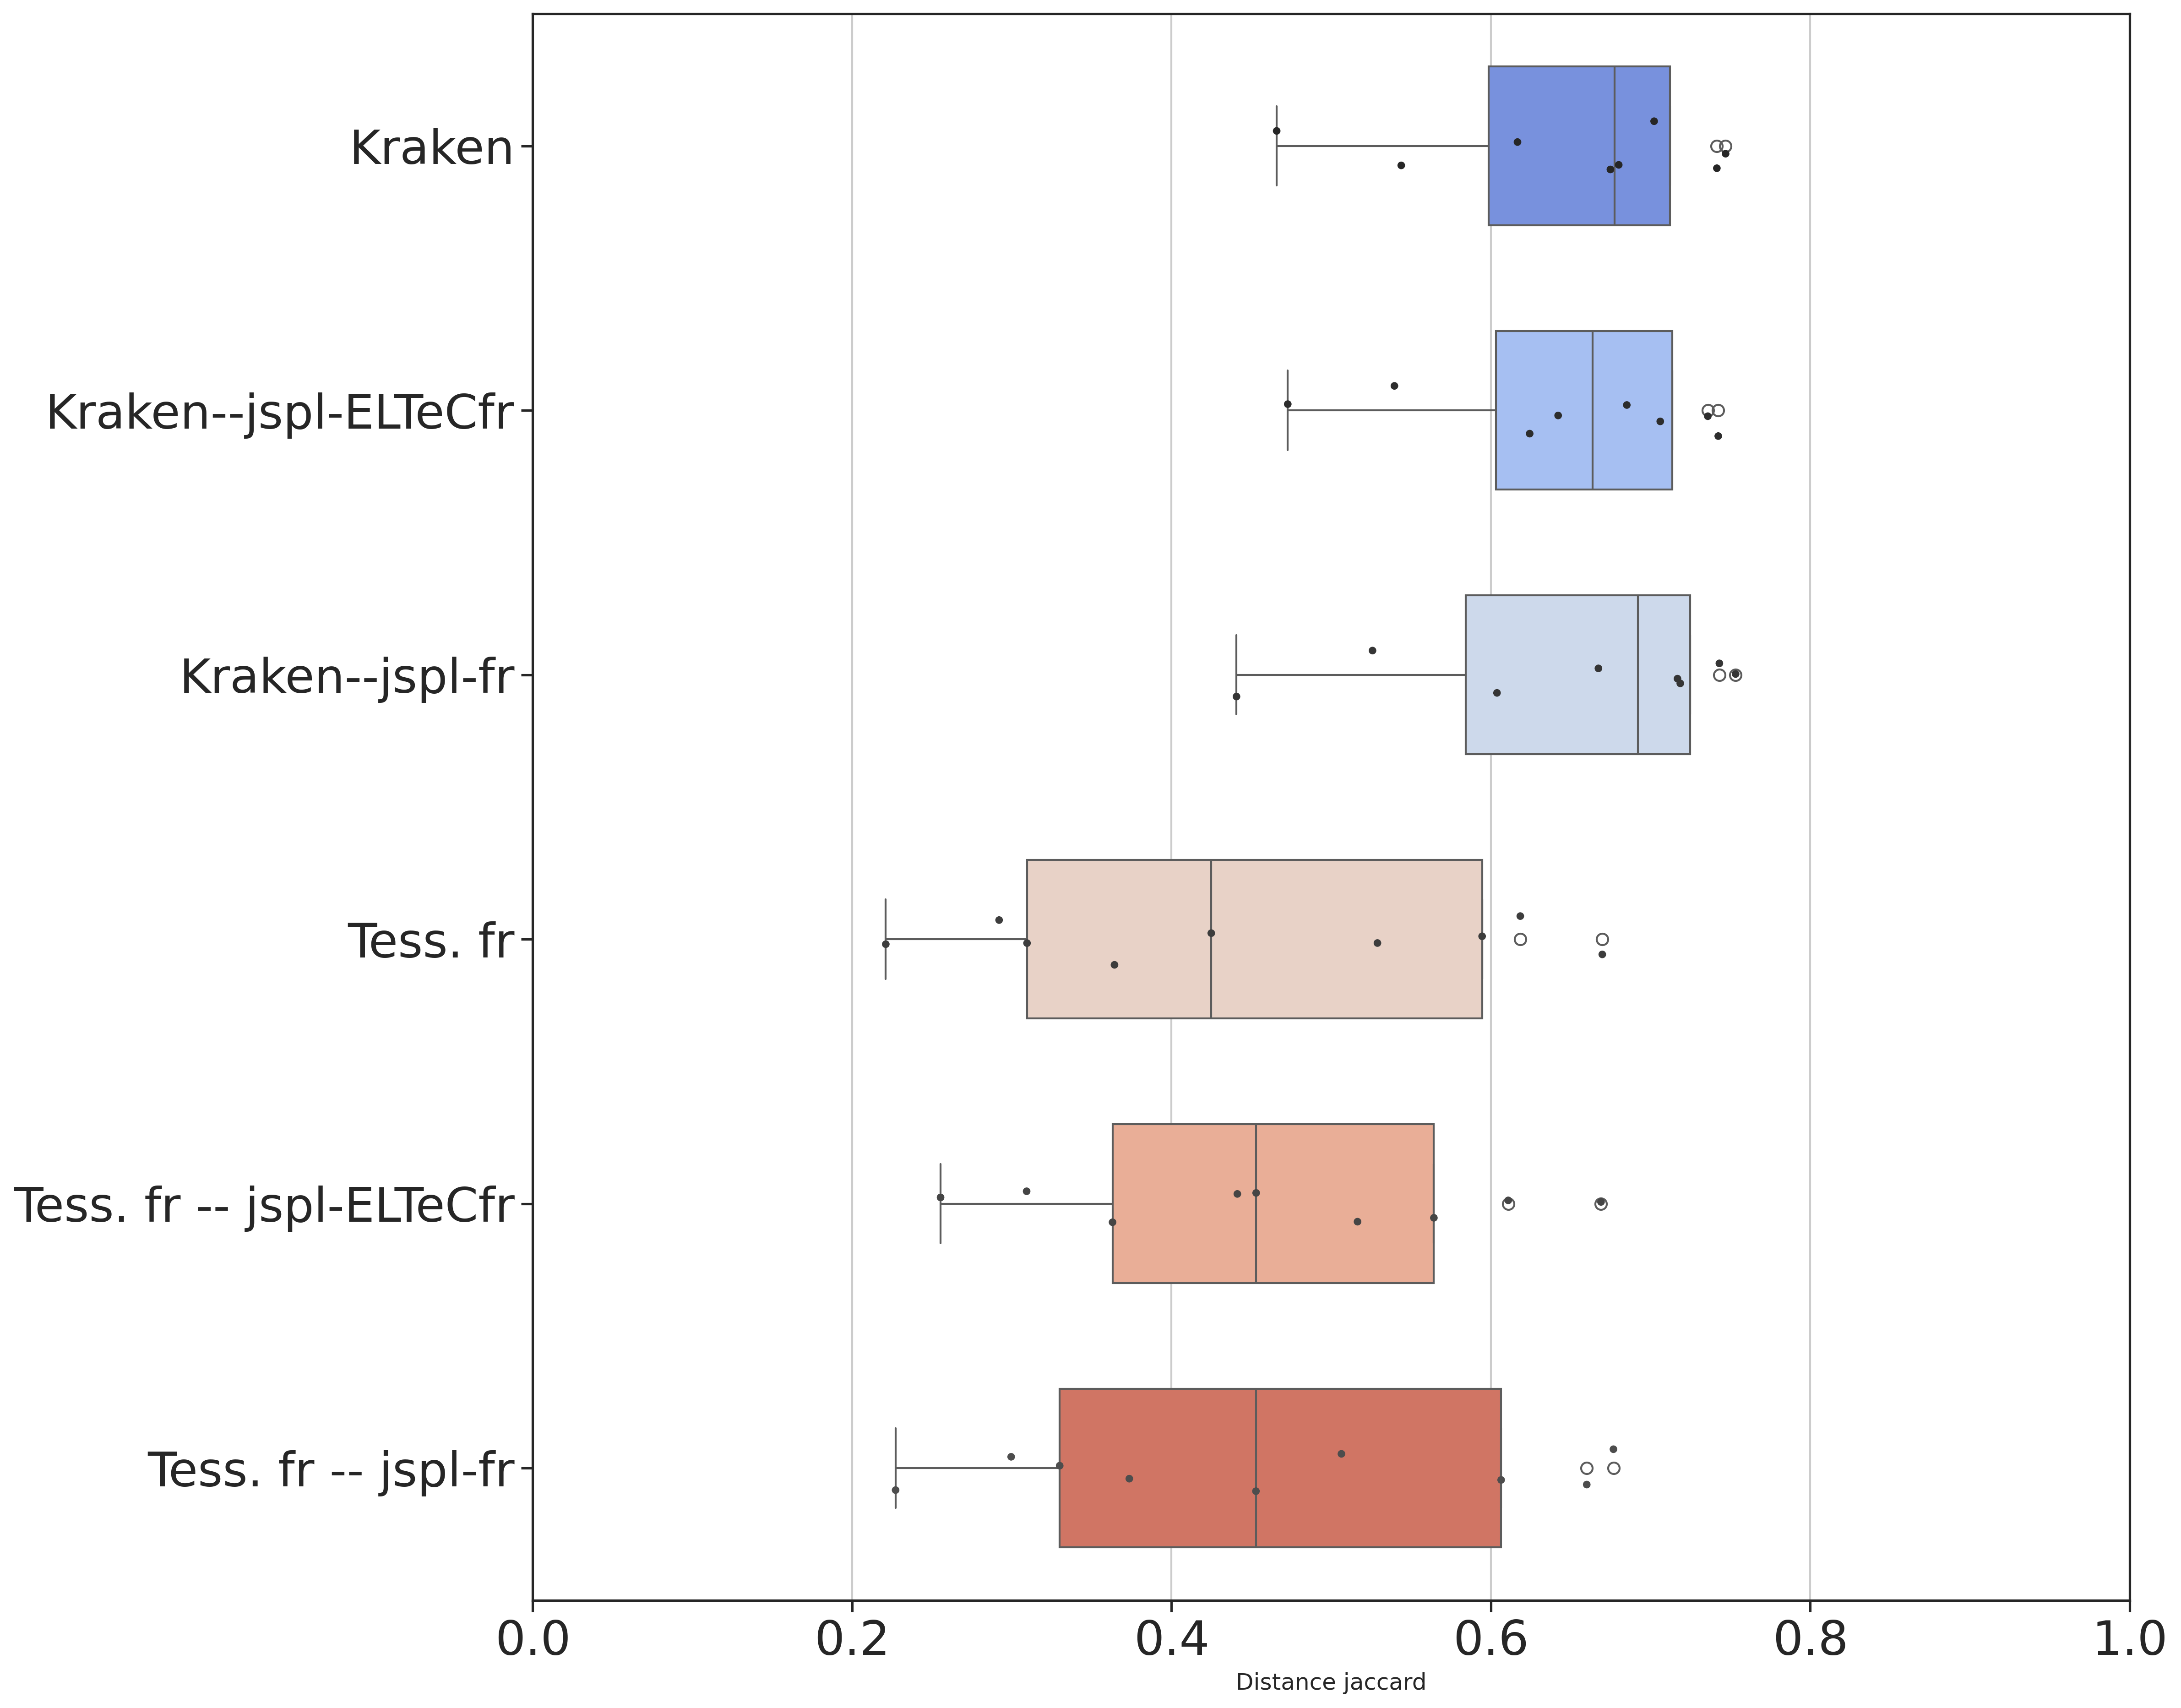 Kraken
Kraken--jspl-ELTeCfr
Kraken--jspl-fr
Tess. fr
Tess. fr -- jspl-ELTeCfr
Tess. fr -- jspl-fr
0.0 0.2 0.4 0.6 0.8 1.0
Distance jaccard